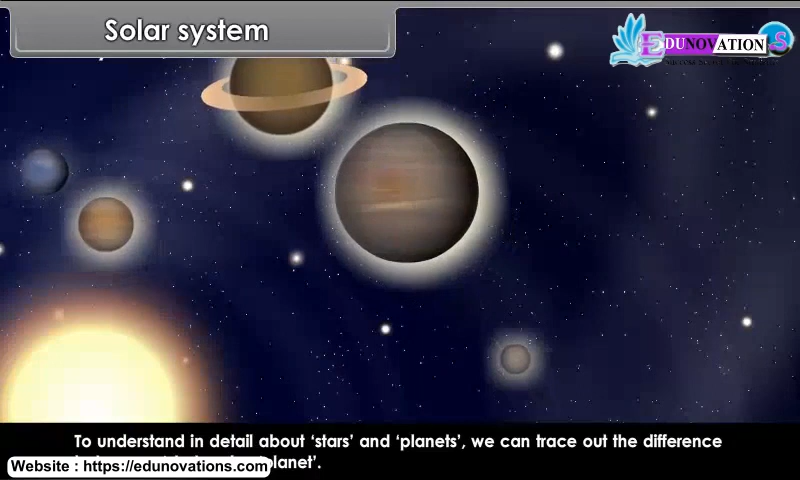 Solar system
EDUNOVATION
S
To understand in detail about ‘stars’ and ‘planets’, we can trace out the difference
planet’.
Website : https://edunovations.com